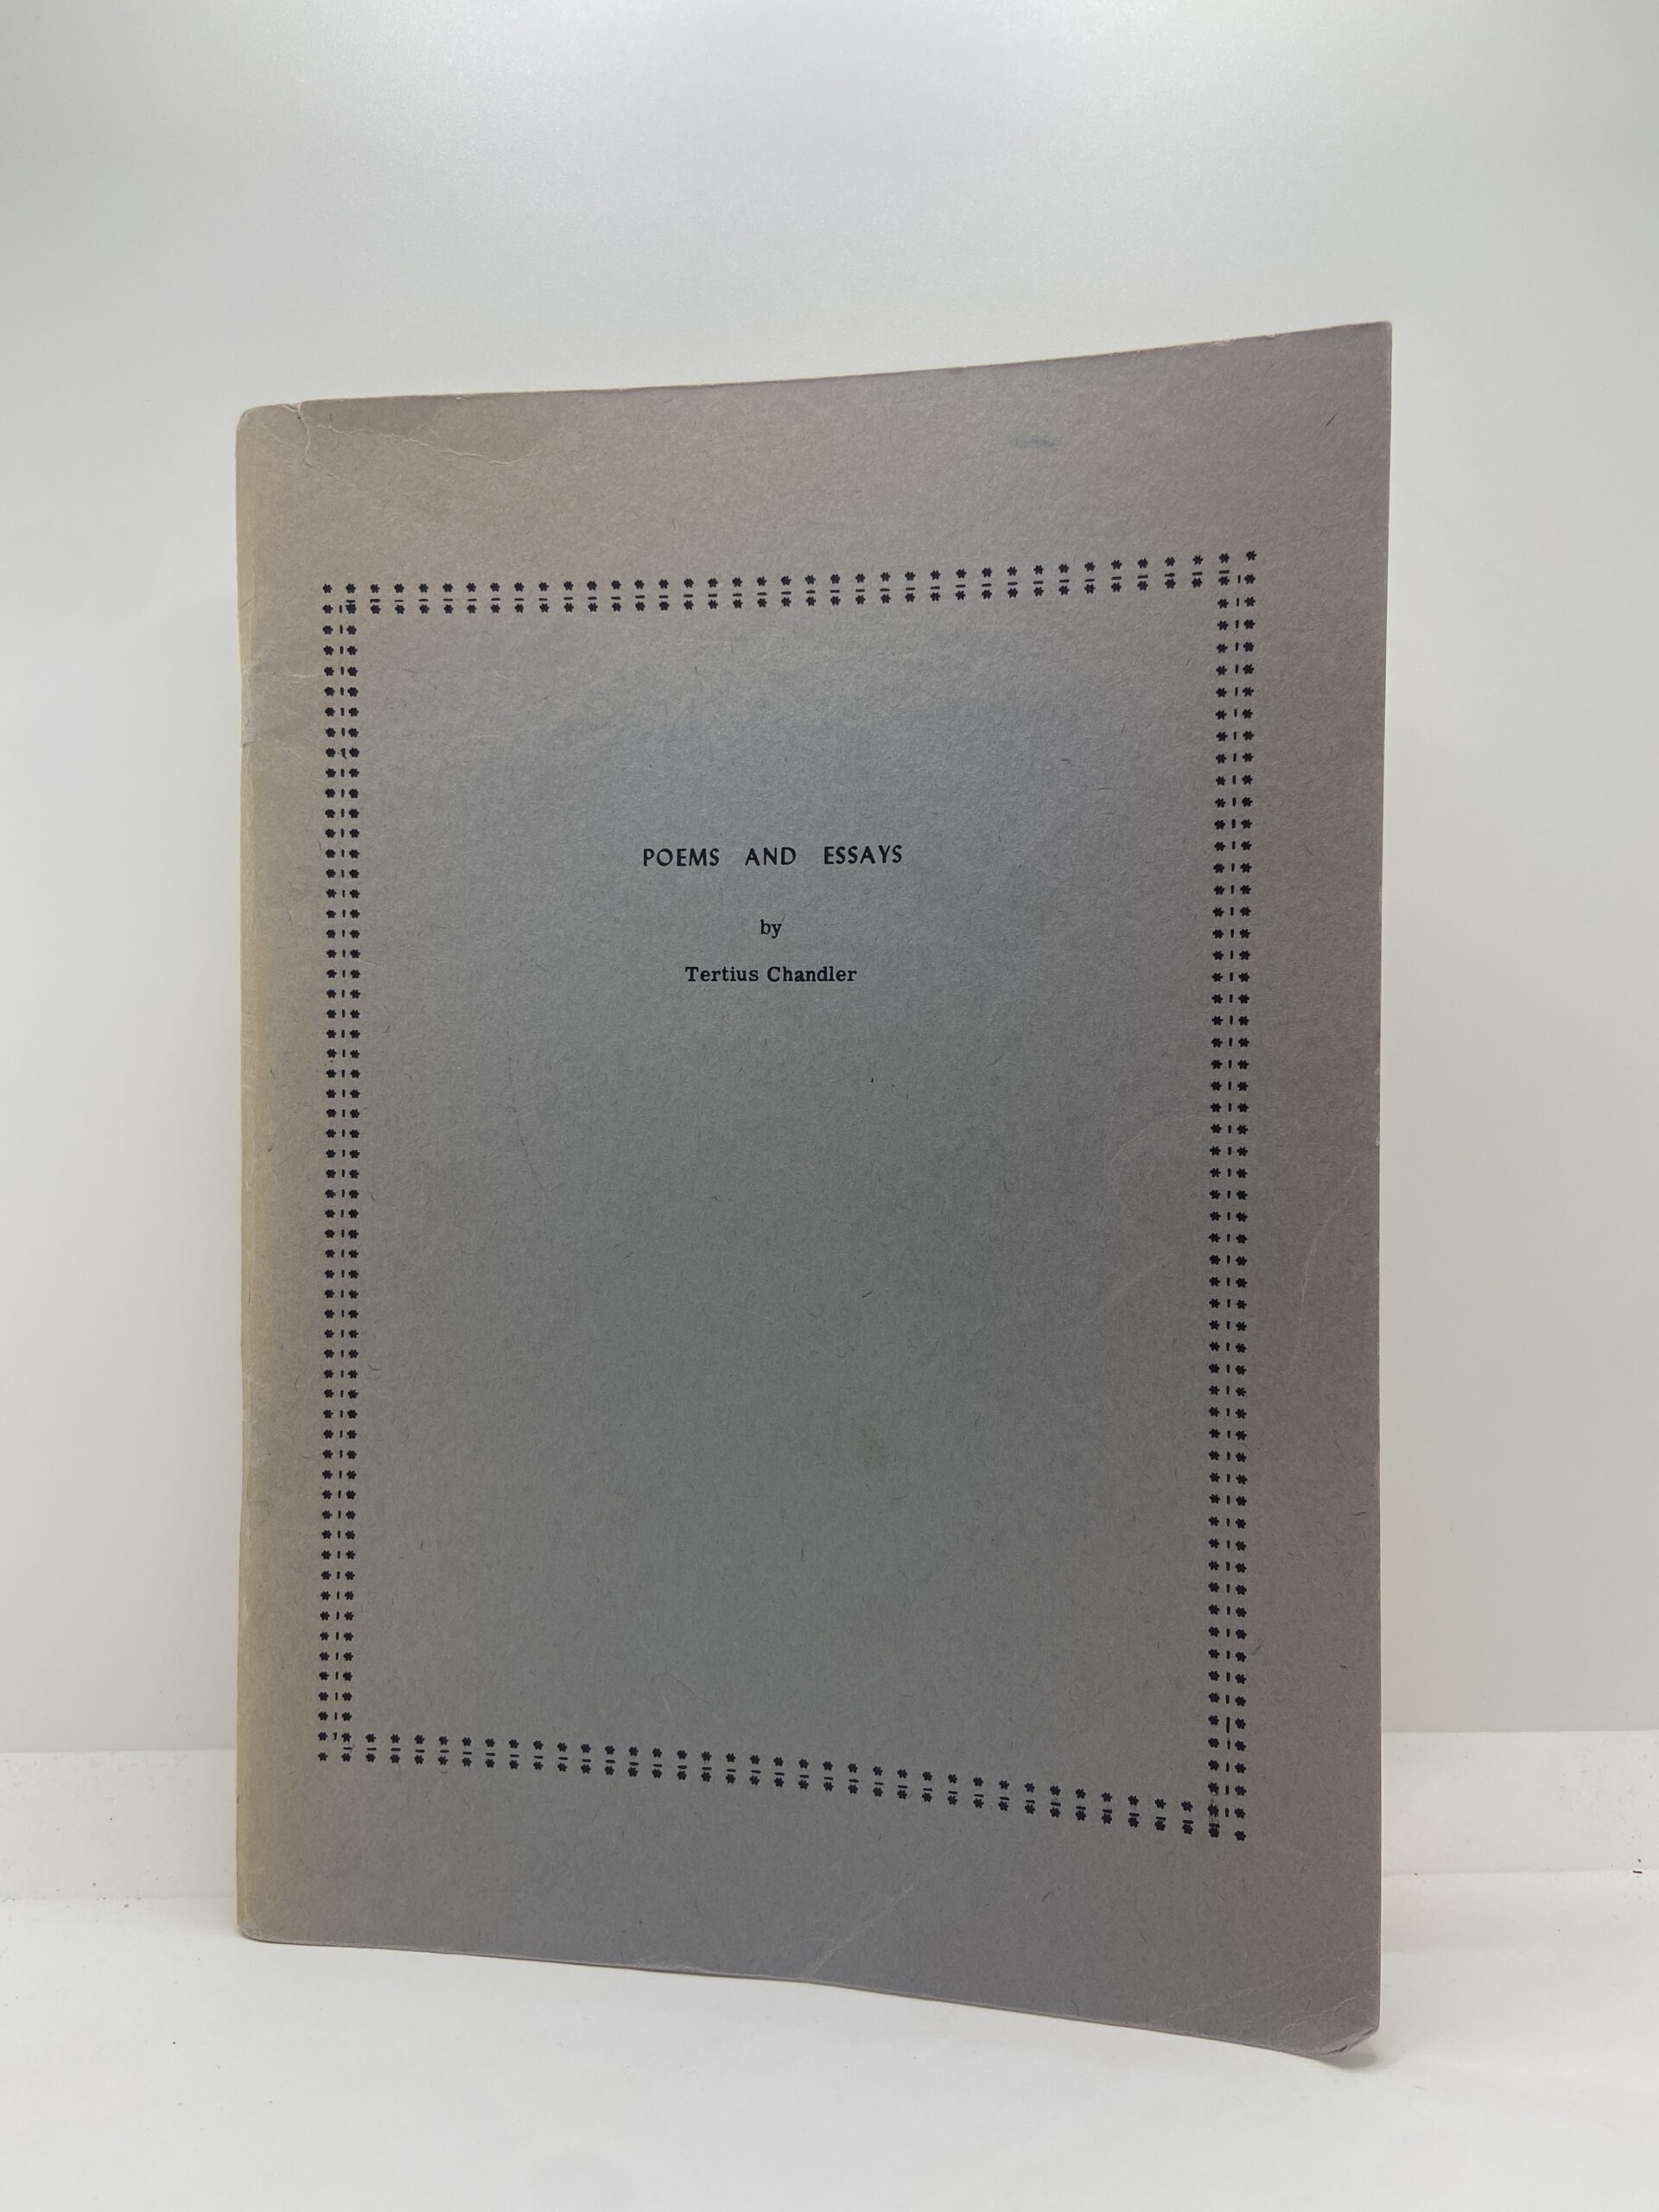 POEMS AND ESSAYS
by
Tertius Chandler